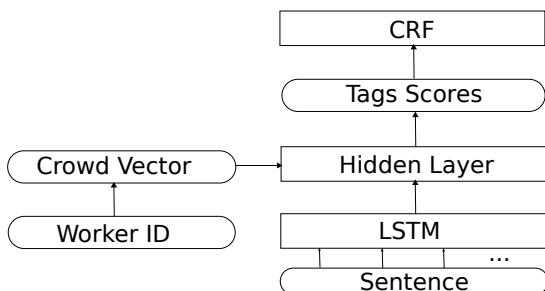 CRF
Tags Scores
Crowd Vector
Hidden Layer
Worker ID
LSTM
...
Sentence